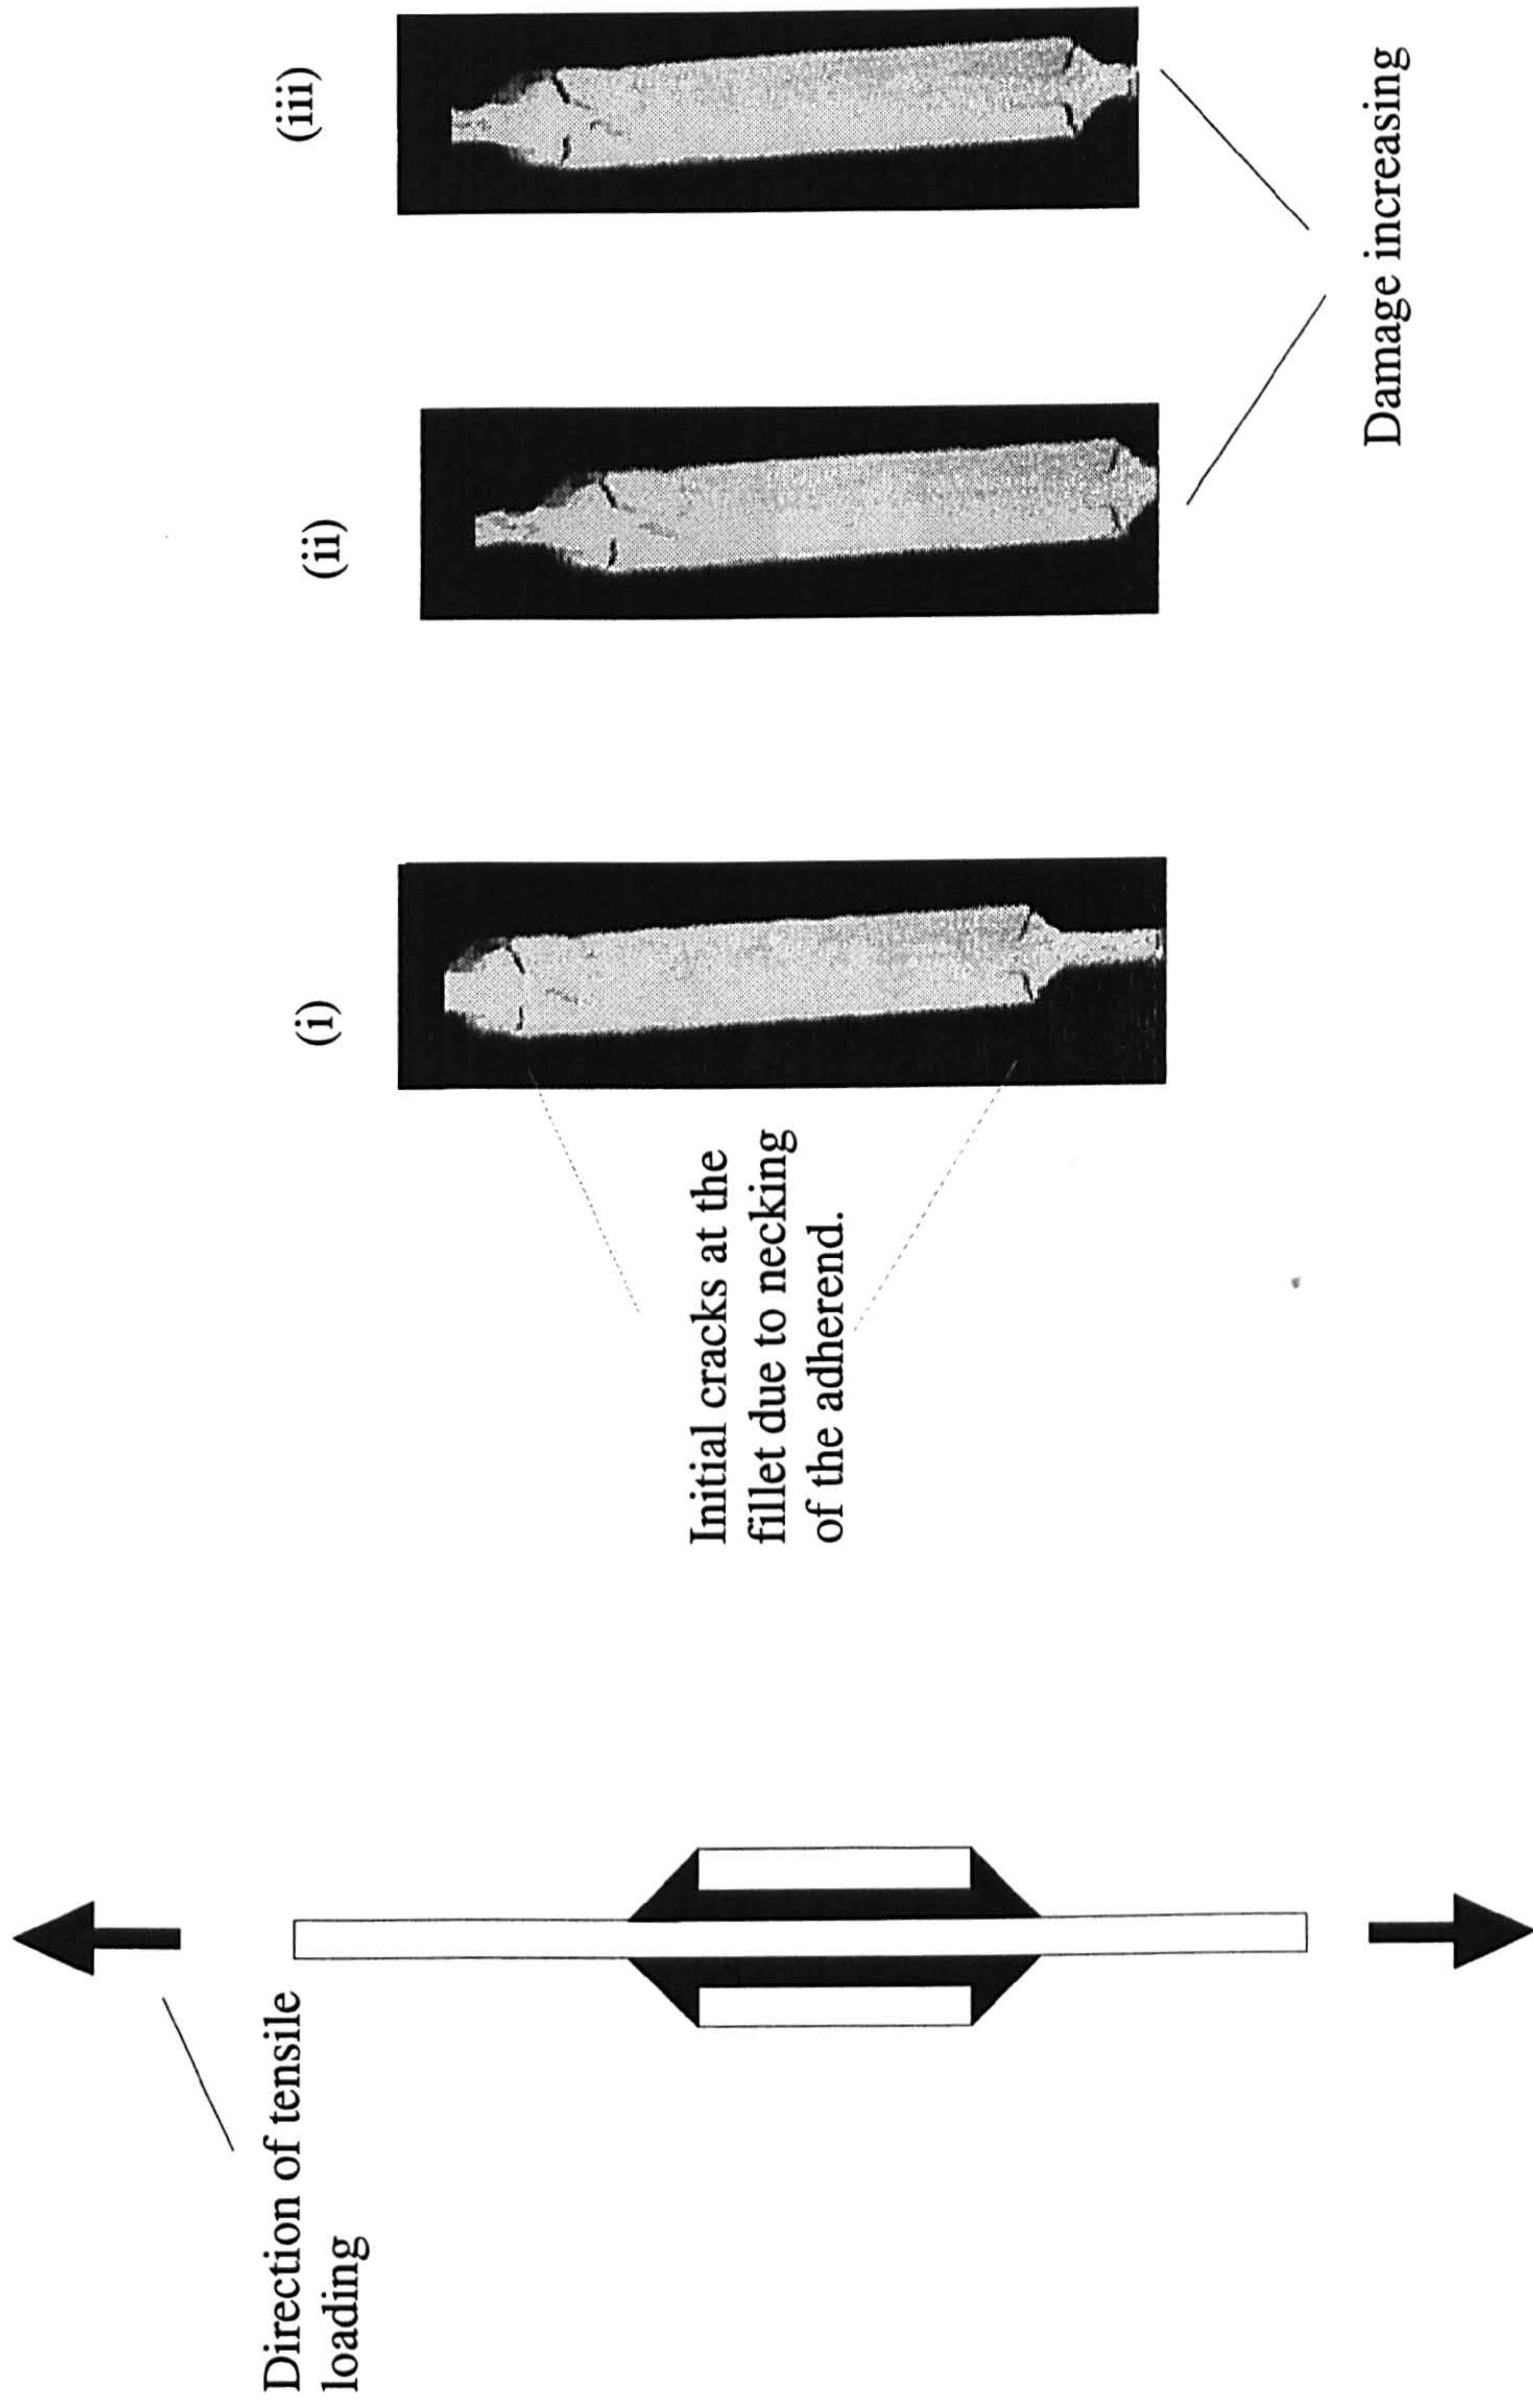 Direction of tensile
loading
Initial cracks at the
fillet due to necking
of the adherend.
(i)
(ii)
(iii)
Damage increasing